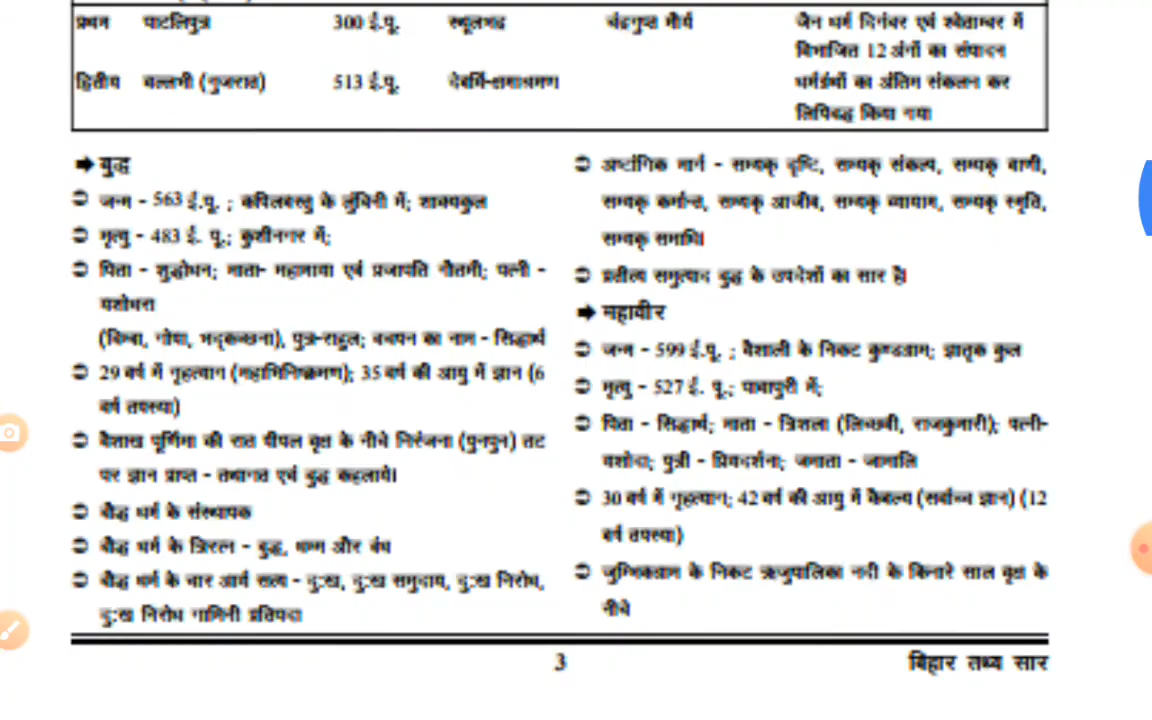 प्रथम पाटलिपुत्र 300 ई.पू. स्थूलभद्र चंद्रगुप्त मौर्य जैन धर्म दिगंबर एवं श्वेताम्बर में
विभाजित 12 अंगों का संपादन
द्वितीय वल्लभी (गुजरात) 513 ई.पू. देवर्धि-क्षमाश्रमण धर्मग्रंथों का अंतिम संकलन कर
लिपिबद्ध किया गया
➡ बुद्ध
➲ जन्म - 563 ई.पू. ; कपिलवस्तु के लुंबिनी में; शाक्यकुल
➲ मृत्यु - 483 ई. पू.; कुशीनगर में;
➲ पिता - शुद्धोधन; माता- महामाया एवं प्रजापति गौतमी; पत्नी -
यशोधरा
(बिम्बा, गोपा, भद्कच्छना), पुत्र-राहुल; बचपन का नाम - सिद्धार्थ
➲ 29 वर्ष में गृहत्याग (महाभिनिष्क्रमण); 35 वर्ष की आयु में ज्ञान (6
वर्ष तपस्या)
➲ वैशाख पूर्णिमा की रात पीपल वृक्ष के नीचे निरंजना (पुनपुन) तट
पर ज्ञान प्राप्त - तथागत एवं बुद्ध कहलाये।
➲ बौद्ध धर्म के संस्थापक
➲ बौद्ध धर्म के त्रिरत्न - बुद्ध, धम्म और
➲ बौद्ध धर्म के चार आर्य सत्य - दु:ख, दु:ख समुदाय, दु:ख निरोध,
दु:ख निरोध गामिनी प्रतिपदा
➲ अष्टांगिक मार्ग - सम्यक् दृष्टि, सम्यक् संकल्प, सम्यक् वाणी,
सम्यक् कर्मान्त, सम्यक् आजीव, सम्यक् व्यायाम, सम्यक् स्मृति,
सम्यक् समाधि।
➲ प्रतीत्य समुत्पाद बुद्ध के उपदेशों का सार है।
➡ महावीर
➲ जन्म - 599 ई.पू. ; वैशाली के निकट कुण्डग्राम; ज्ञातृक कुल
➲ मृत्यु - 527 ई. पू.; पावापुरी में;
➲ पिता - सिद्धार्थ; माता - त्रिशला (लिच्छवी, राजकुमारी); पत्नी-
यशोदा; पुत्री - प्रियदर्शना; जमाता - जामालि
➲ 30 वर्ष में गृहत्याग; 42 वर्ष की आयु में कैवल्य (सर्वोच्च ज्ञान) (12
वर्ष तपस्या)
➲ जृम्भिकग्राम के निकट ऋजुपालिका नदी के किनारे साल वृक्ष के
नीचे
3 बिहार तथ्य सार